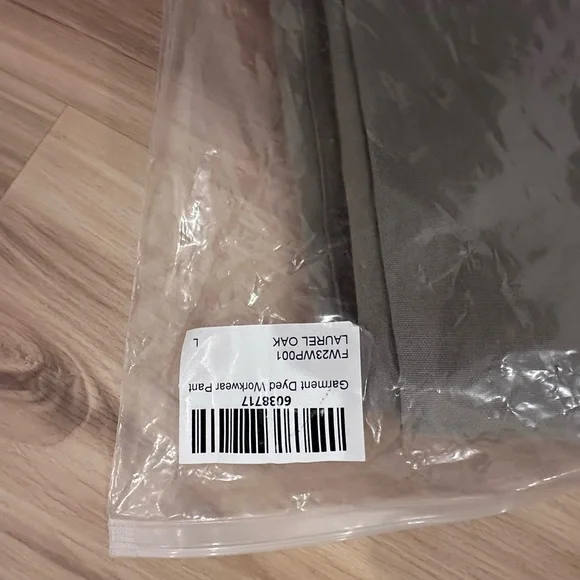 6038717
Garment Dyed Workwear Pant
FW23WP001
LAUREL OAK
L